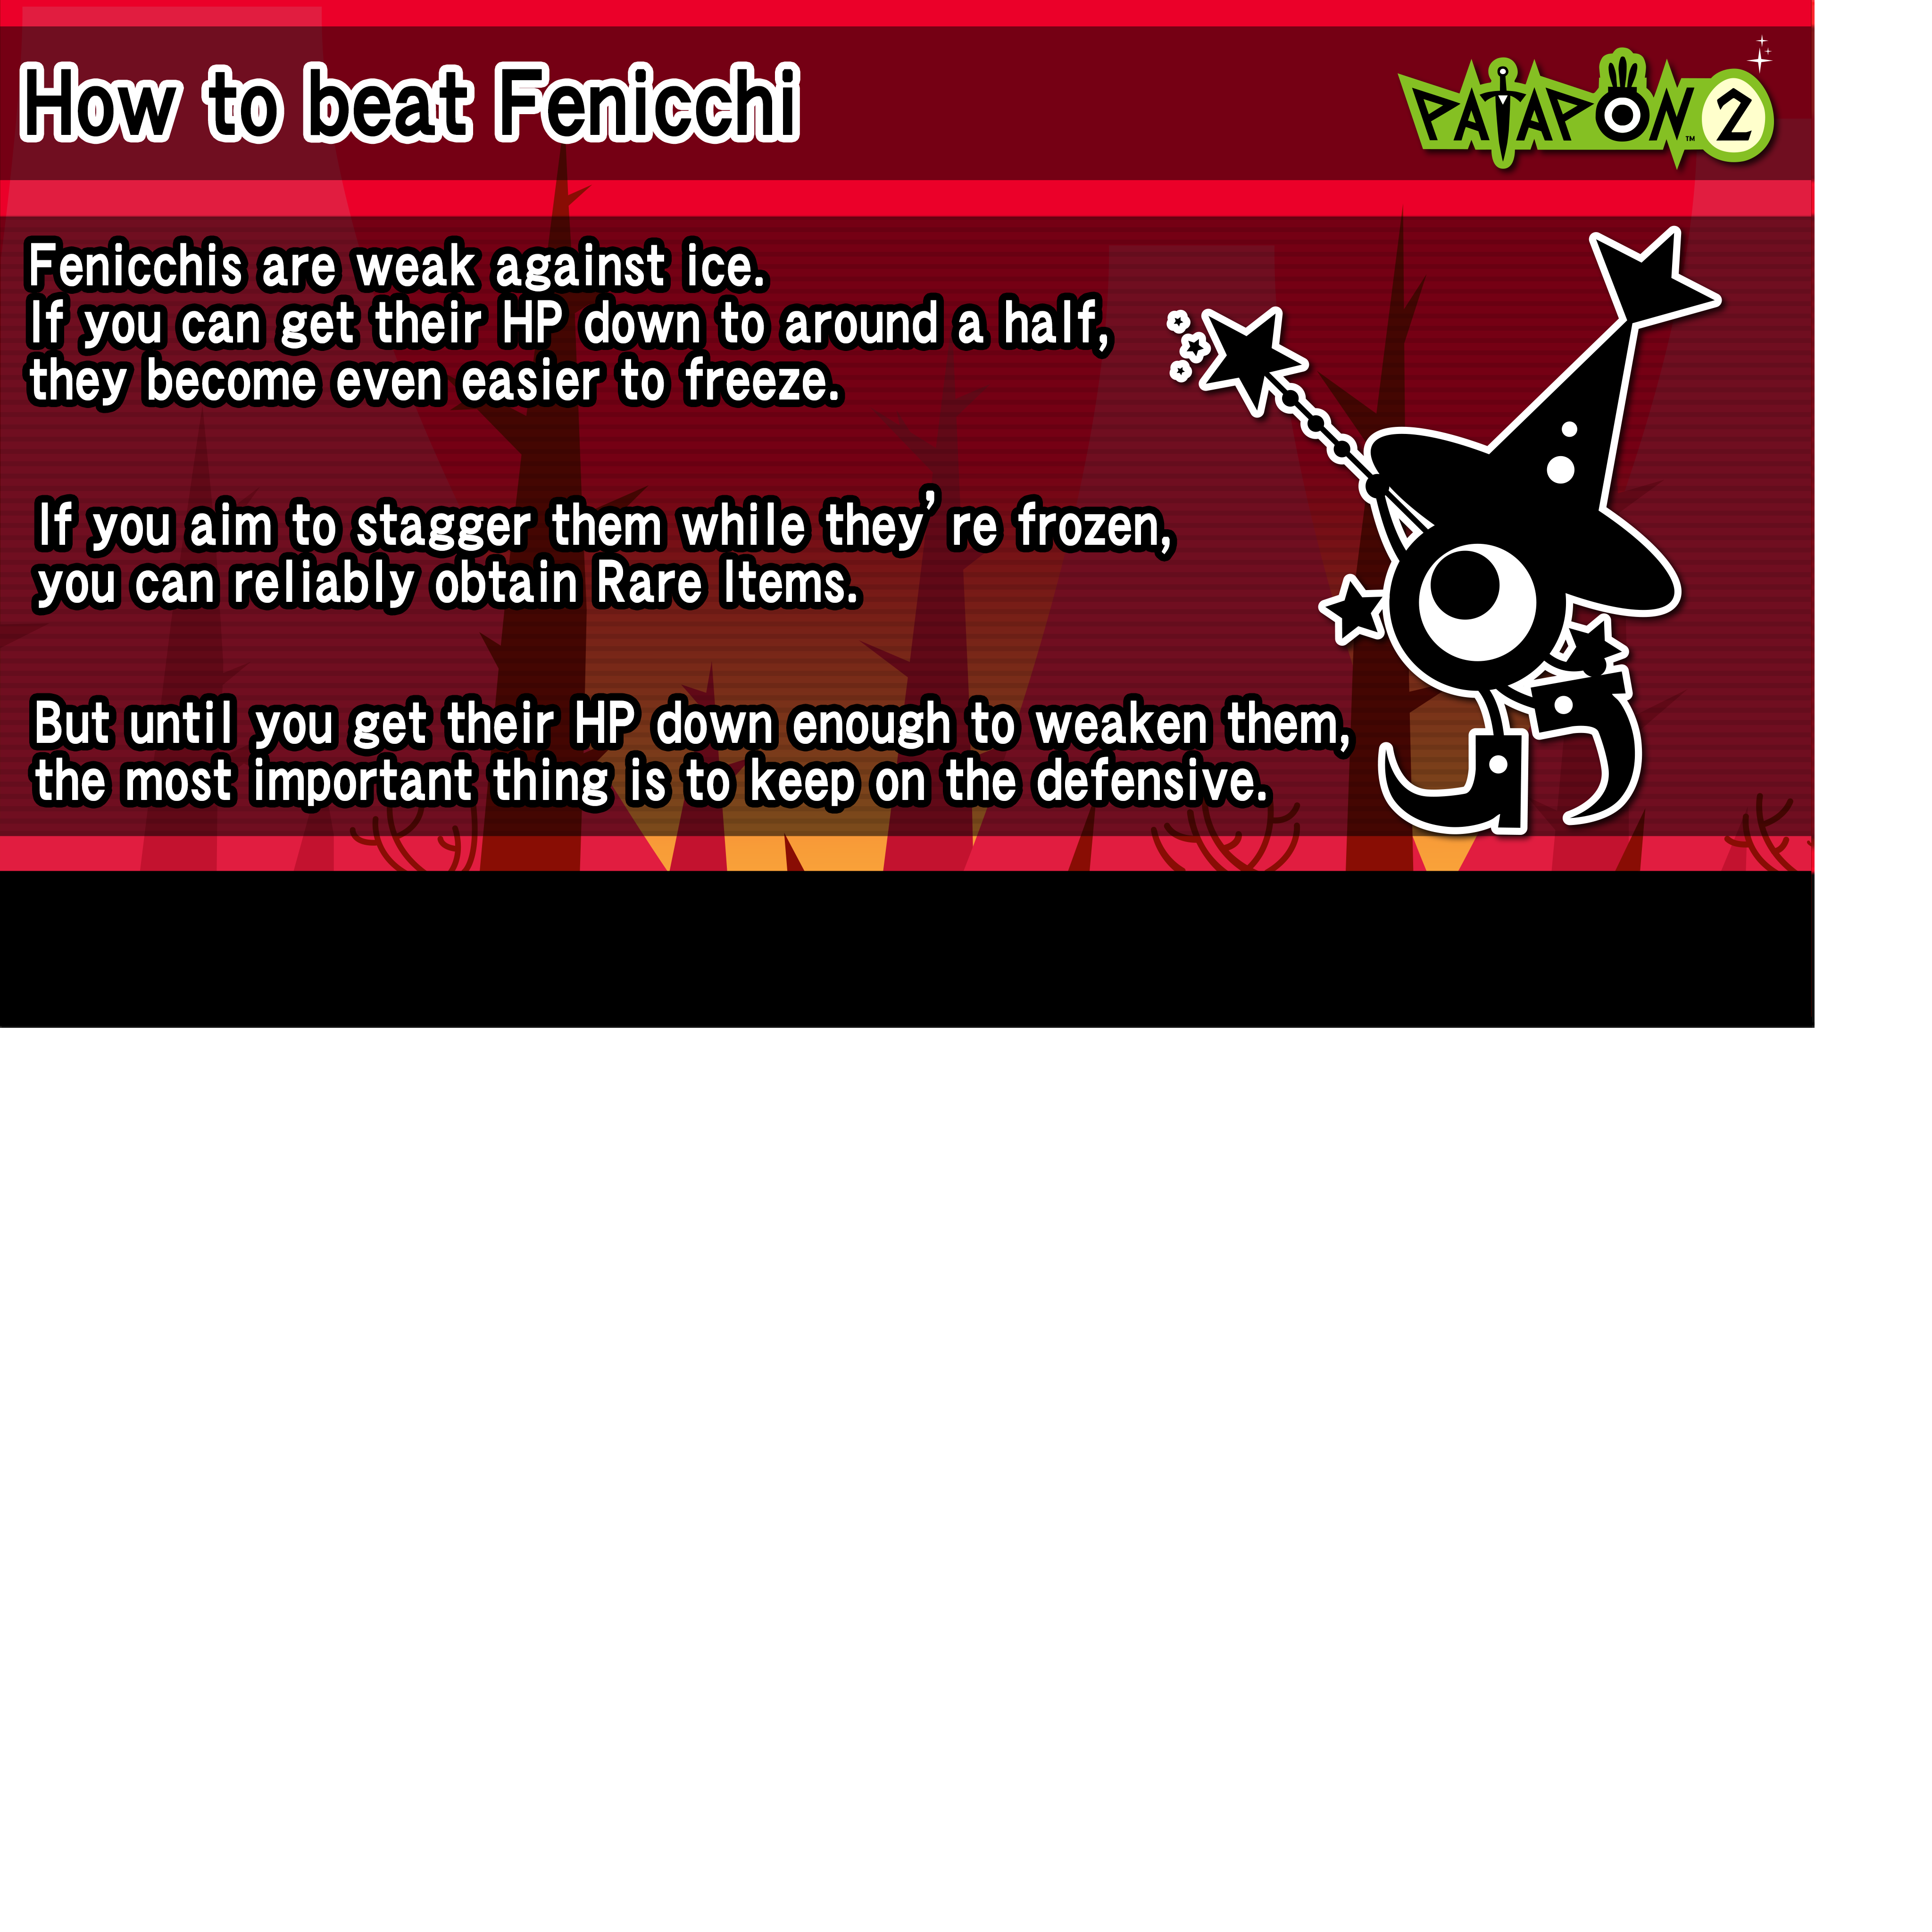 How to beat Fenicchi
PATAPON™ 2
Fenicchis are weak against ice.
If you can get their HP down to around a half,
they become even easier to freeze.
If you aim to stagger them while they're frozen,
you can reliably obtain Rare Items.
But until you get their HP down enough to weaken them,
the most important thing is to keep on the defensive.